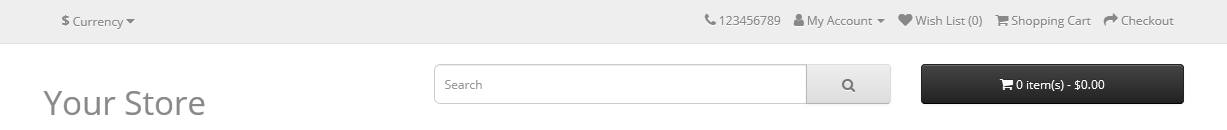 $ Currency 123456789 My Account Wish List (0) Shopping Cart Checkout
Your Store Search 0 item(s) - $0.00